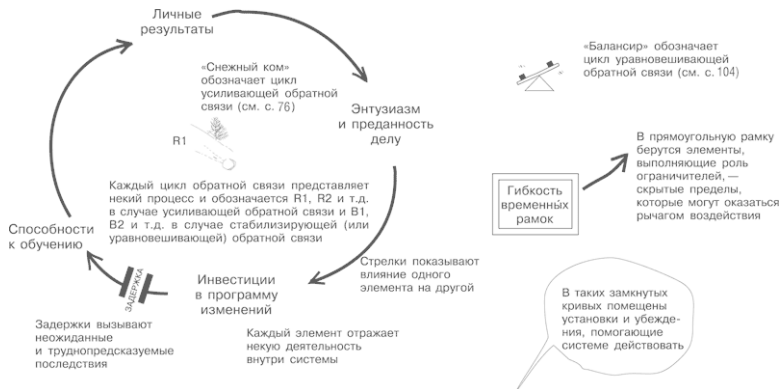 Личные
результаты
«Снежный ком»
обозначает цикл
усиливающей обратной
связи (см. с. 76)
R1
Энтузиазм
и преданность
делу
Каждый цикл обратной связи представляет
некий процесс и обозначается R1, R2 и т.д.
в случае усиливающей обратной связи и B1,
B2 и т.д. в случае стабилизирующей (или
уравновешивающей) обратной связи
Способности
к обучению
ЗАДЕРЖКА
Инвестиции
в программу
изменений
Стрелки показывают
влияние одного
элемента на другой
Задержки вызывают
неожиданные
и труднопредсказуемые
последствия
Каждый элемент отражает
некую деятельность
внутри системы
«Балансир» обозначает
цикл уравновешивающей
обратной связи (см. с. 104)
Гибкость
временных
рамок
В прямоугольную рамку
берутся элементы,
выполняющие роль
ограничителей, —
скрытые пределы,
которые могут оказаться
рычагом воздействия
В таких замкнутых
кривых помещены
установки и убежде-
ния, помогающие
системе действовать